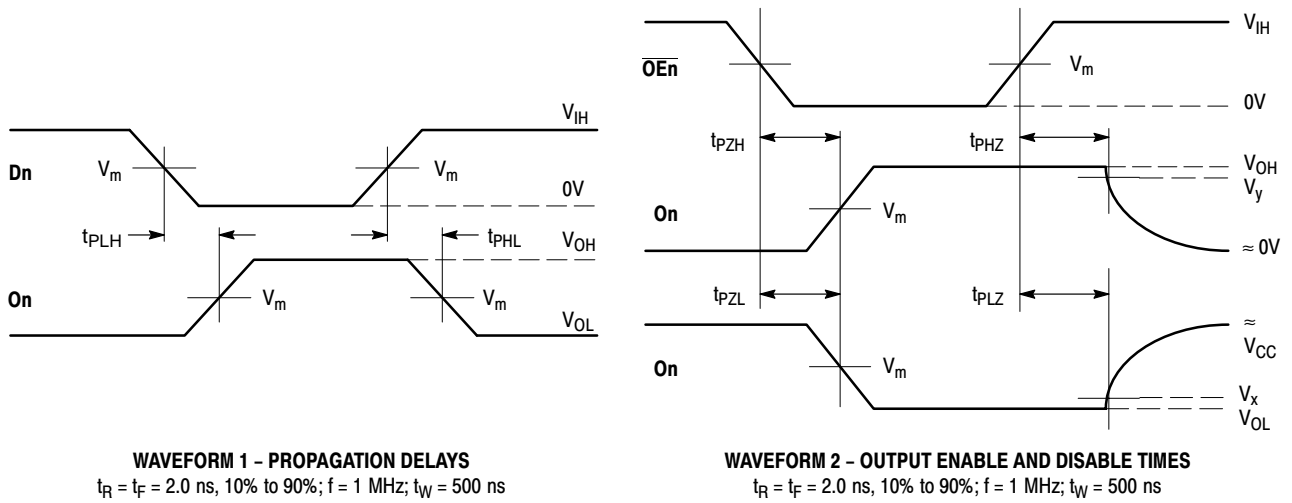 Dn
V_m
V_m
V_IH
0V
t_PLH
t_PHL
V_OH
On
V_m
V_m
V_OL
WAVEFORM 1 – PROPAGATION DELAYS
t_R = t_F = 2.0 ns, 10% to 90%; f = 1 MHz; t_W = 500 ns
V_IH
OEn
V_m
V_m
0V
t_PZH
t_PHZ
V_OH
V_y
On
V_m
≈ 0V
t_PZL
t_PLZ
≈
V_CC
On
V_m
V_x
V_OL
WAVEFORM 2 – OUTPUT ENABLE AND DISABLE TIMES
t_R = t_F = 2.0 ns, 10% to 90%; f = 1 MHz; t_W = 500 ns